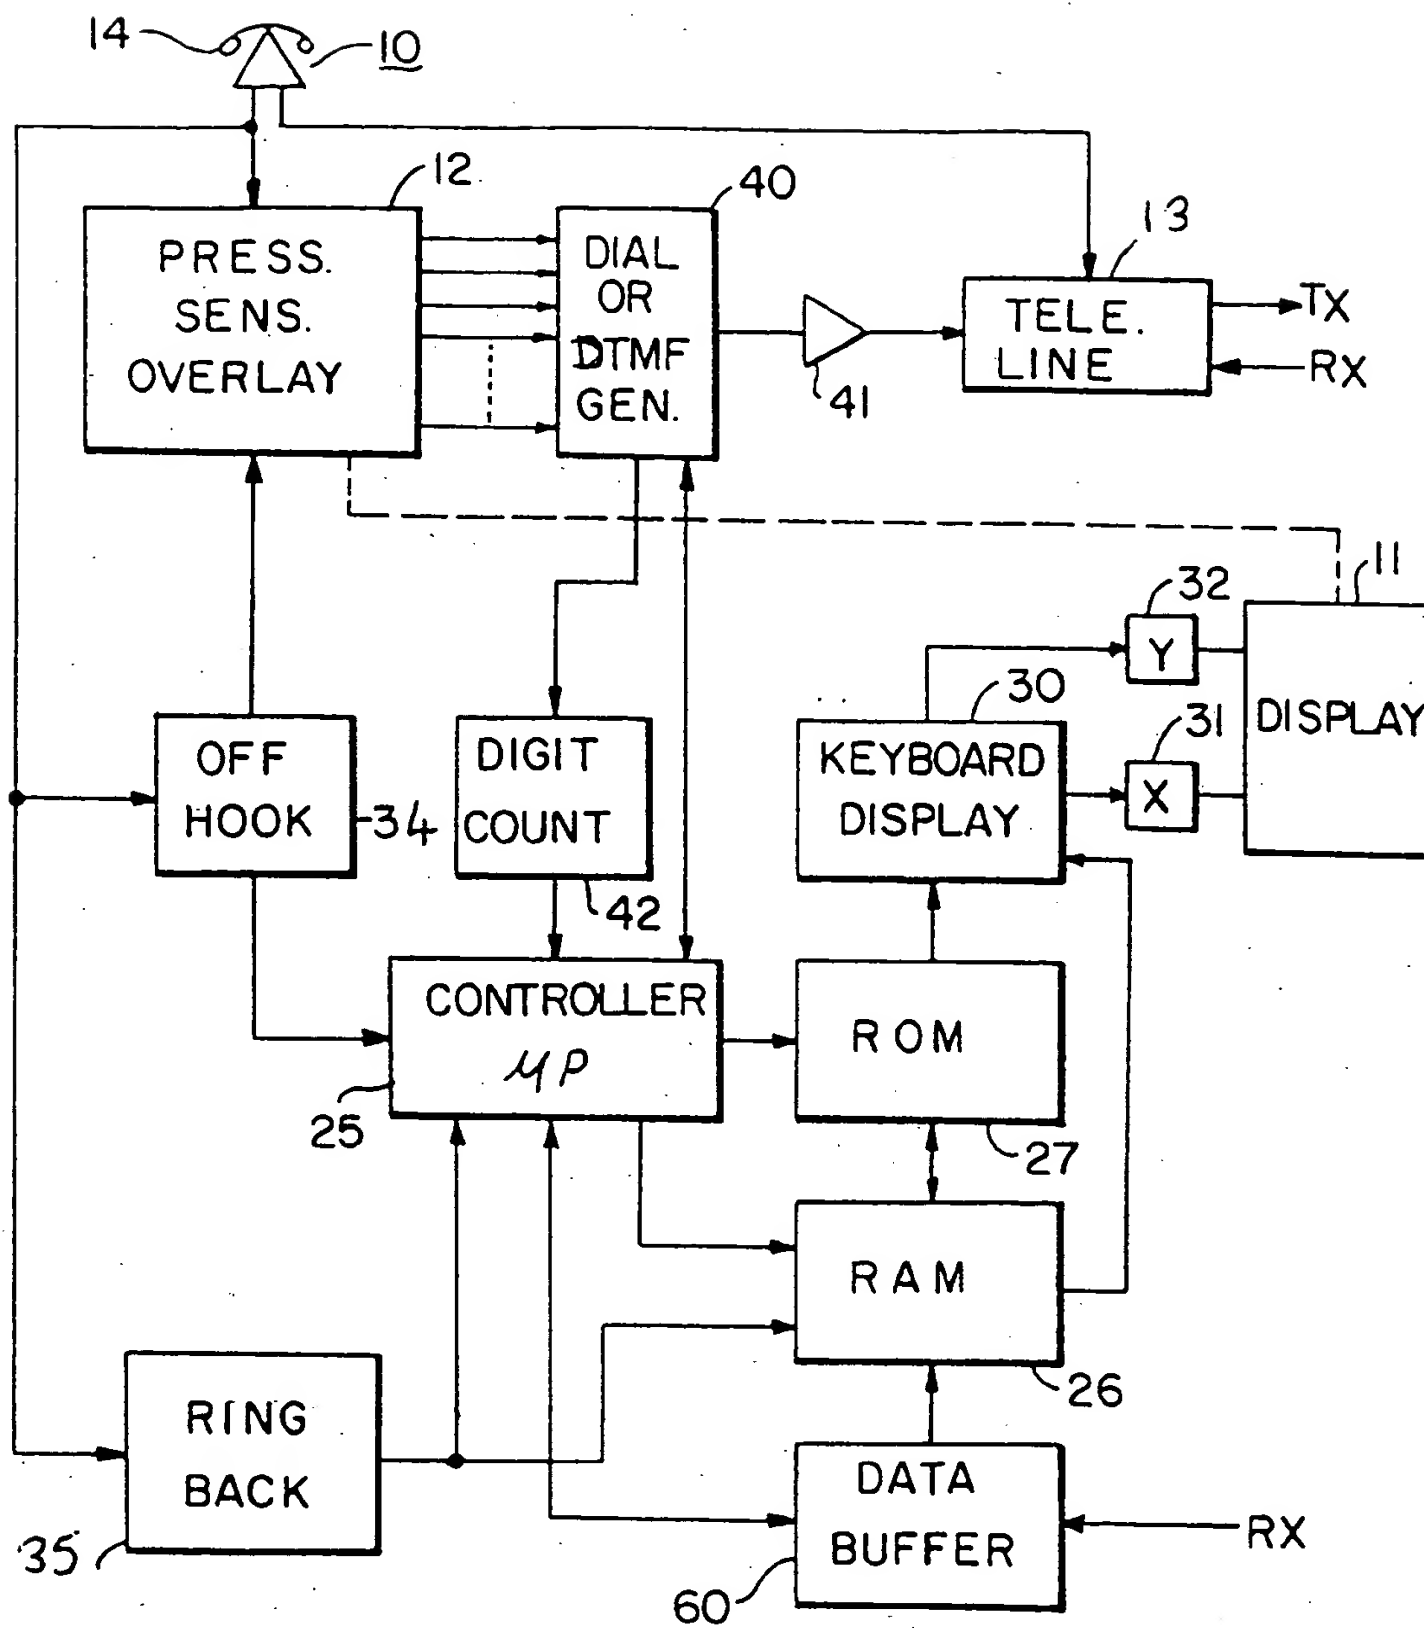 14
10
12
40
13
PRESS.
SENS.
OVERLAY
DIAL
OR
DTMF
GEN.
41
TELE.
LINE
TX
RX
11
32
Y
30
31
X
DISPLAY
OFF
HOOK
34
DIGIT
COUNT
42
KEYBOARD
DISPLAY
CONTROLLER
μP
25
ROM
27
RAM
26
RING
BACK
35
DATA
BUFFER
60
RX